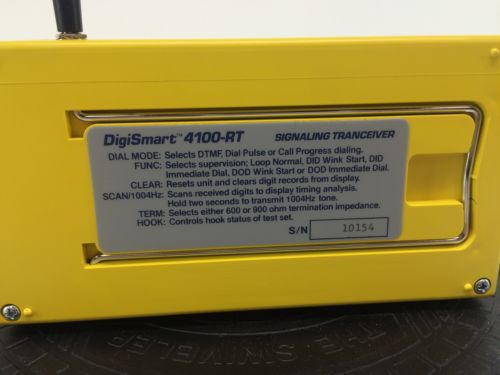 DigiSmart™ 4100-RT SIGNALING TRANCEIVER
DIAL MODE: Selects DTMF, Dial Pulse or Call Progress dialing.
FUNC: Selects supervision; Loop Normal, DID Wink Start, DID
Immediate Dial, DOD Wink Start or DOD Immediate Dial.
CLEAR: Resets unit and clears digit records from display.
SCAN/1004Hz: Scans received digits to display timing analysis.
Hold two seconds to transmit 1004Hz tone.
TERM: Selects either 600 or 900 ohm termination impedance.
HOOK: Controls hook status of test set.
S/N 10154
THE SWIVELER